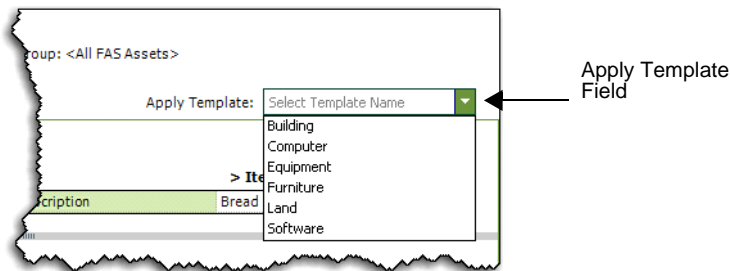 roup: <All FAS Assets>
Apply Template: Select Template Name
Apply Template
Field
Building
Computer
Equipment
Furniture
Land
Software
> Ite
scription Bread